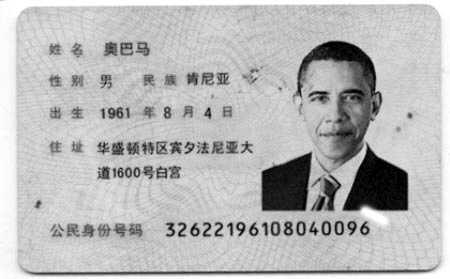 姓名 奥巴马
性别 男 民族 肯尼亚
出生 1961 年 8 月 4 日
住址 华盛顿特区宾夕法尼亚大
道1600号白宫
公民身份号码 32622196108040096